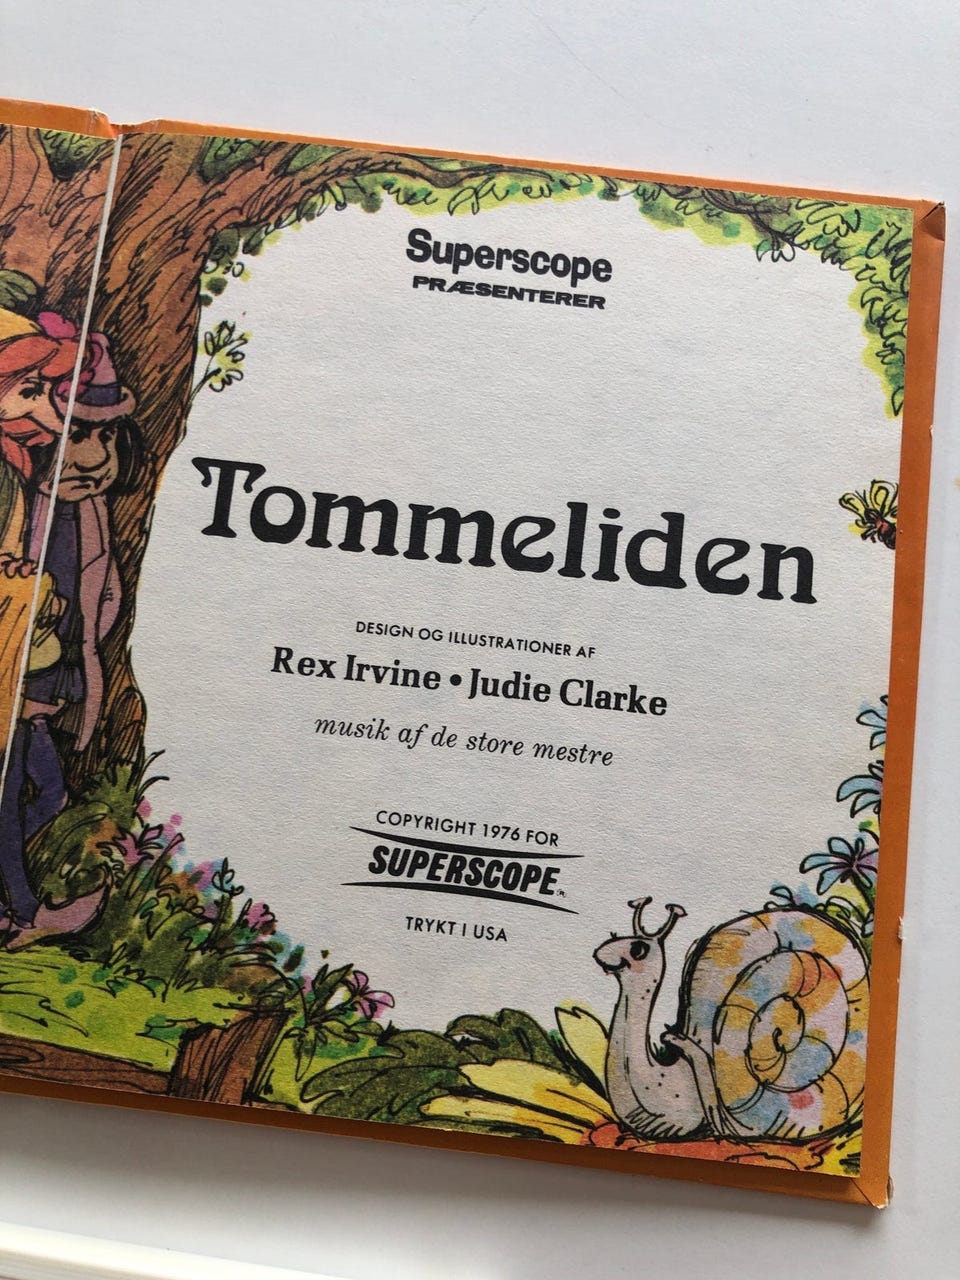 Superscope
PRÆSENTERER
Tommeliden
DESIGN OG ILLUSTRATIONER AF
Rex Irvine • Judie Clarke
musik af de store mestre
COPYRIGHT 1976 FOR
SUPERSCOPE
TRYKT I USA